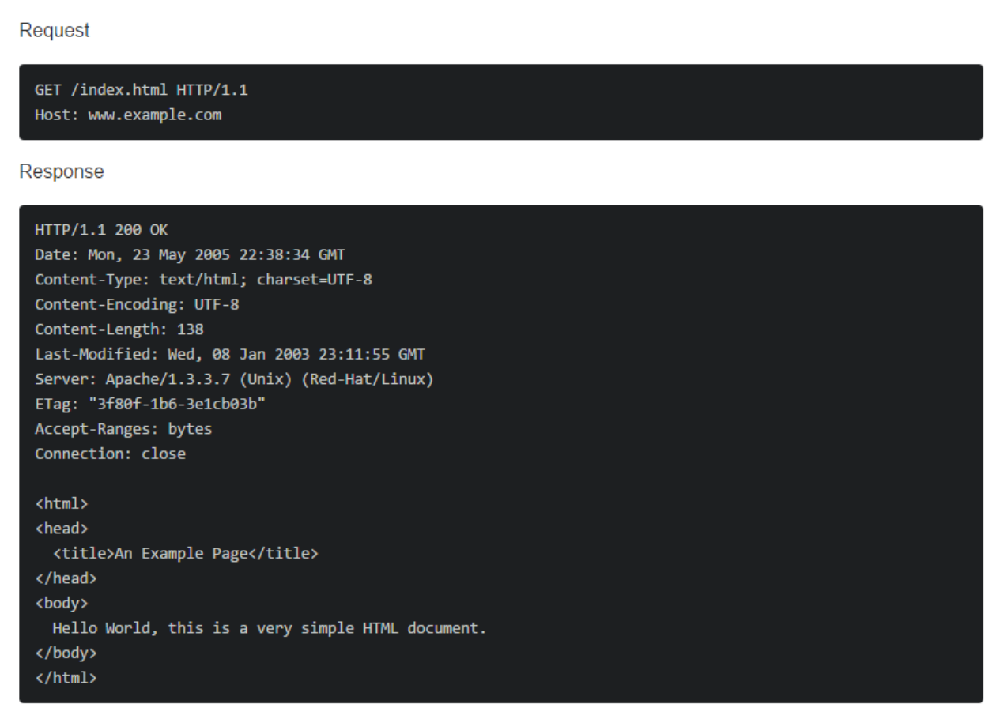 Request
GET /index.html HTTP/1.1
Host: www.example.com
Response
HTTP/1.1 200 OK
Date: Mon, 23 May 2005 22:38:34 GMT
Content-Type: text/html; charset=UTF-8
Content-Encoding: UTF-8
Content-Length: 138
Last-Modified: Wed, 08 Jan 2003 23:11:55 GMT
Server: Apache/1.3.3.7 (Unix) (Red-Hat/Linux)
ETag: "3f80f-1b6-3e1cb03b"
Accept-Ranges: bytes
Connection: close

<html>
<head>
  <title>An Example Page</title>
</head>
<body>
  Hello World, this is a very simple HTML document.
</body>
</html>